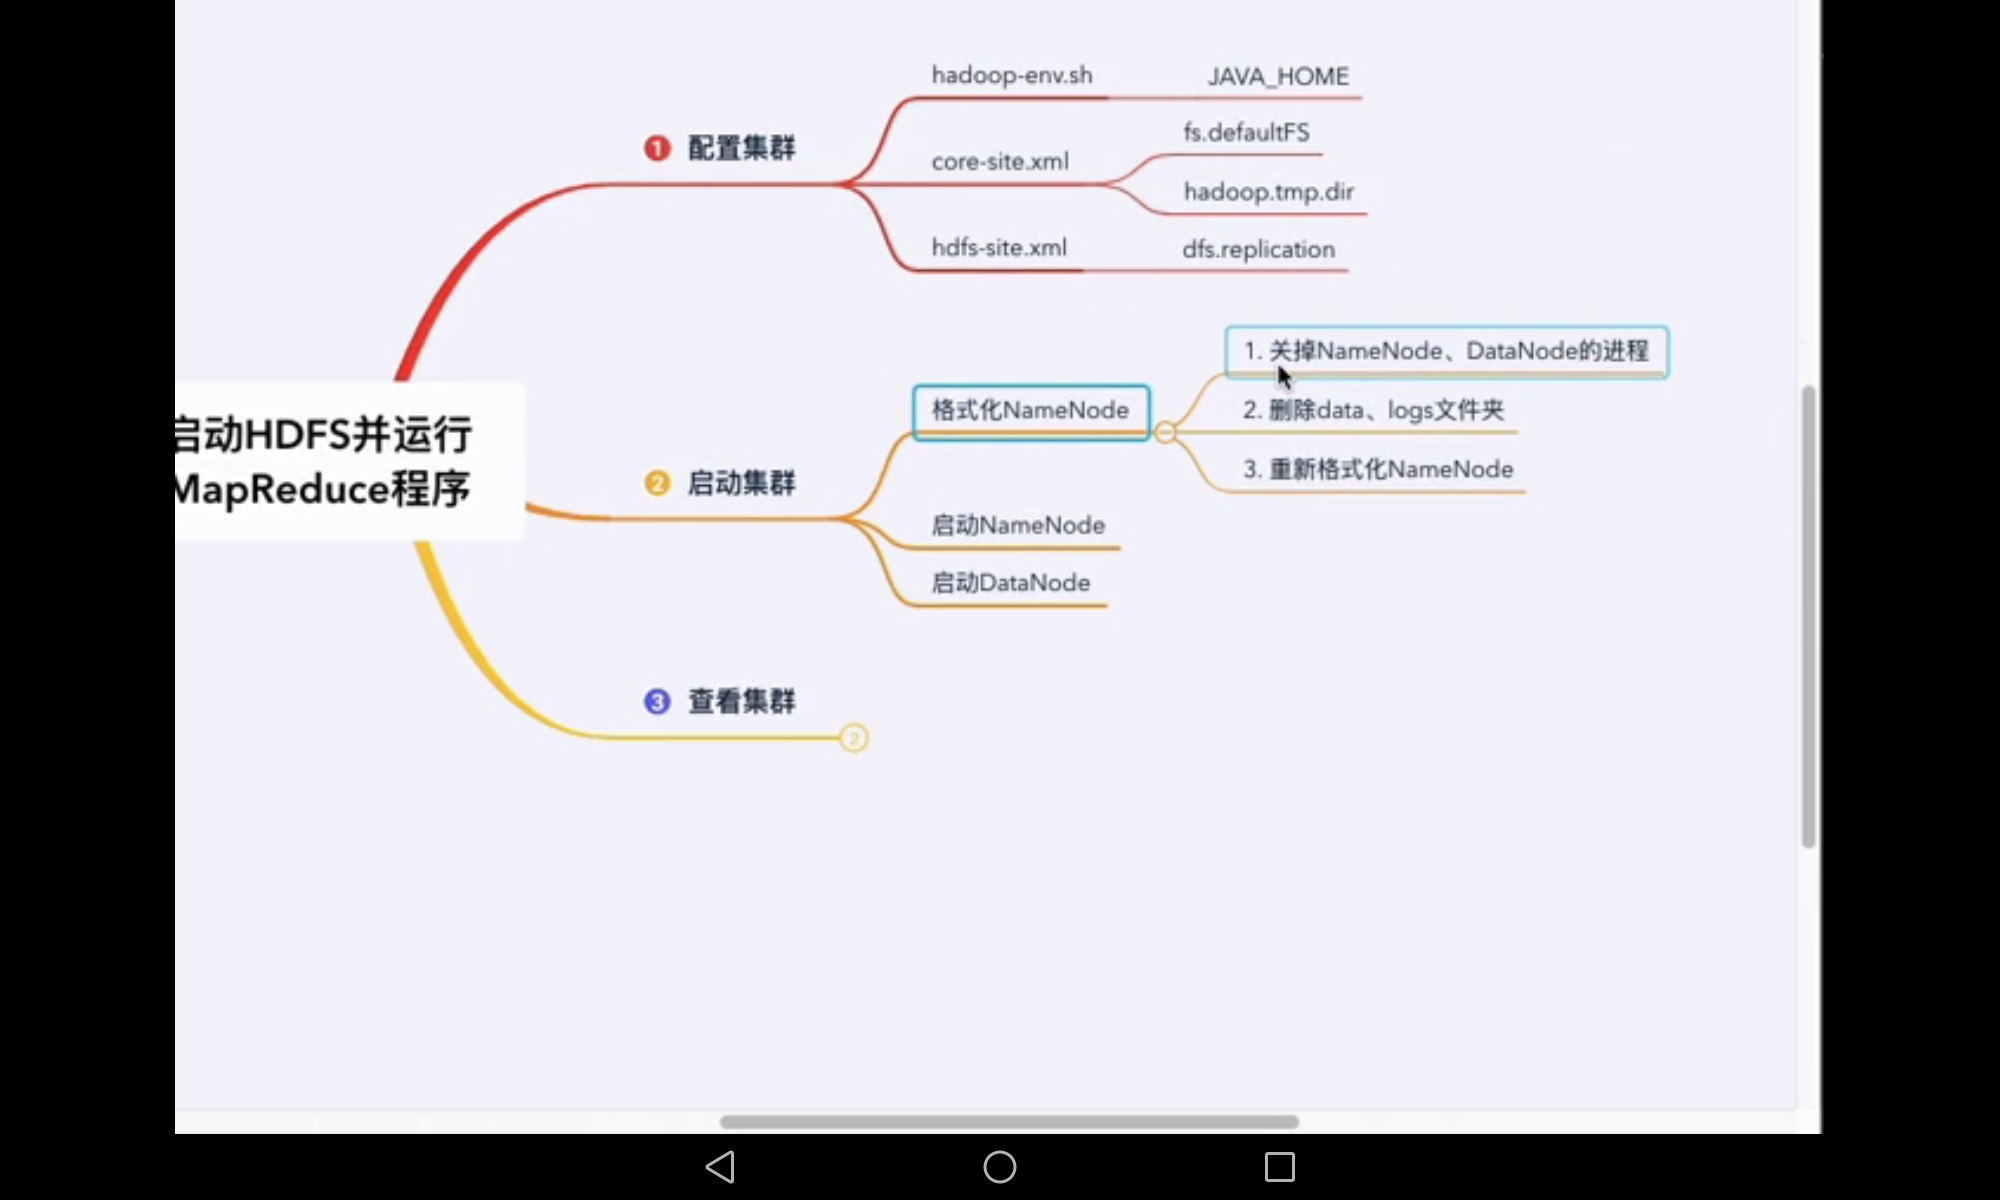 启动HDFS并运行
MapReduce程序
1 配置集群
hadoop-env.sh
JAVA_HOME
core-site.xml
fs.defaultFS
hadoop.tmp.dir
hdfs-site.xml
dfs.replication
2 启动集群
格式化NameNode
1. 关掉NameNode、DataNode的进程
2. 删除data、logs文件夹
3. 重新格式化NameNode
启动NameNode
启动DataNode
3 查看集群
2